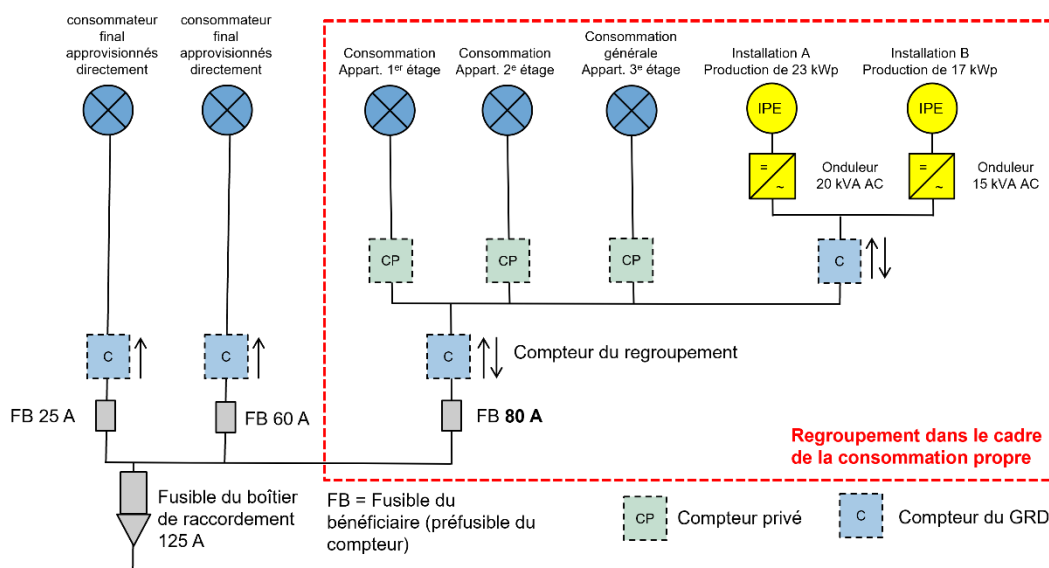 consommateur
final
approvisionnés
directement
consommateur
final
approvisionnés
directement
Consommation
Appart. 1er étage
Consommation
Appart. 2e étage
Consommation
générale
Appart. 3e étage
Installation A
Production de 23 kWp
Installation B
Production de 17 kWp
IPE
IPE
=
~
Onduleur
20 kVA AC
=
~
Onduleur
15 kVA AC
CP
CP
CP
C
C
C
C
Compteur du regroupement
FB 25 A
FB 60 A
FB 80 A
Regroupement dans le cadre
de la consommation propre
Fusible du boîtier
de raccordement
125 A
FB = Fusible du
bénéficiaire (préfusible du
compteur)
CP
Compteur privé
C
Compteur du GRD